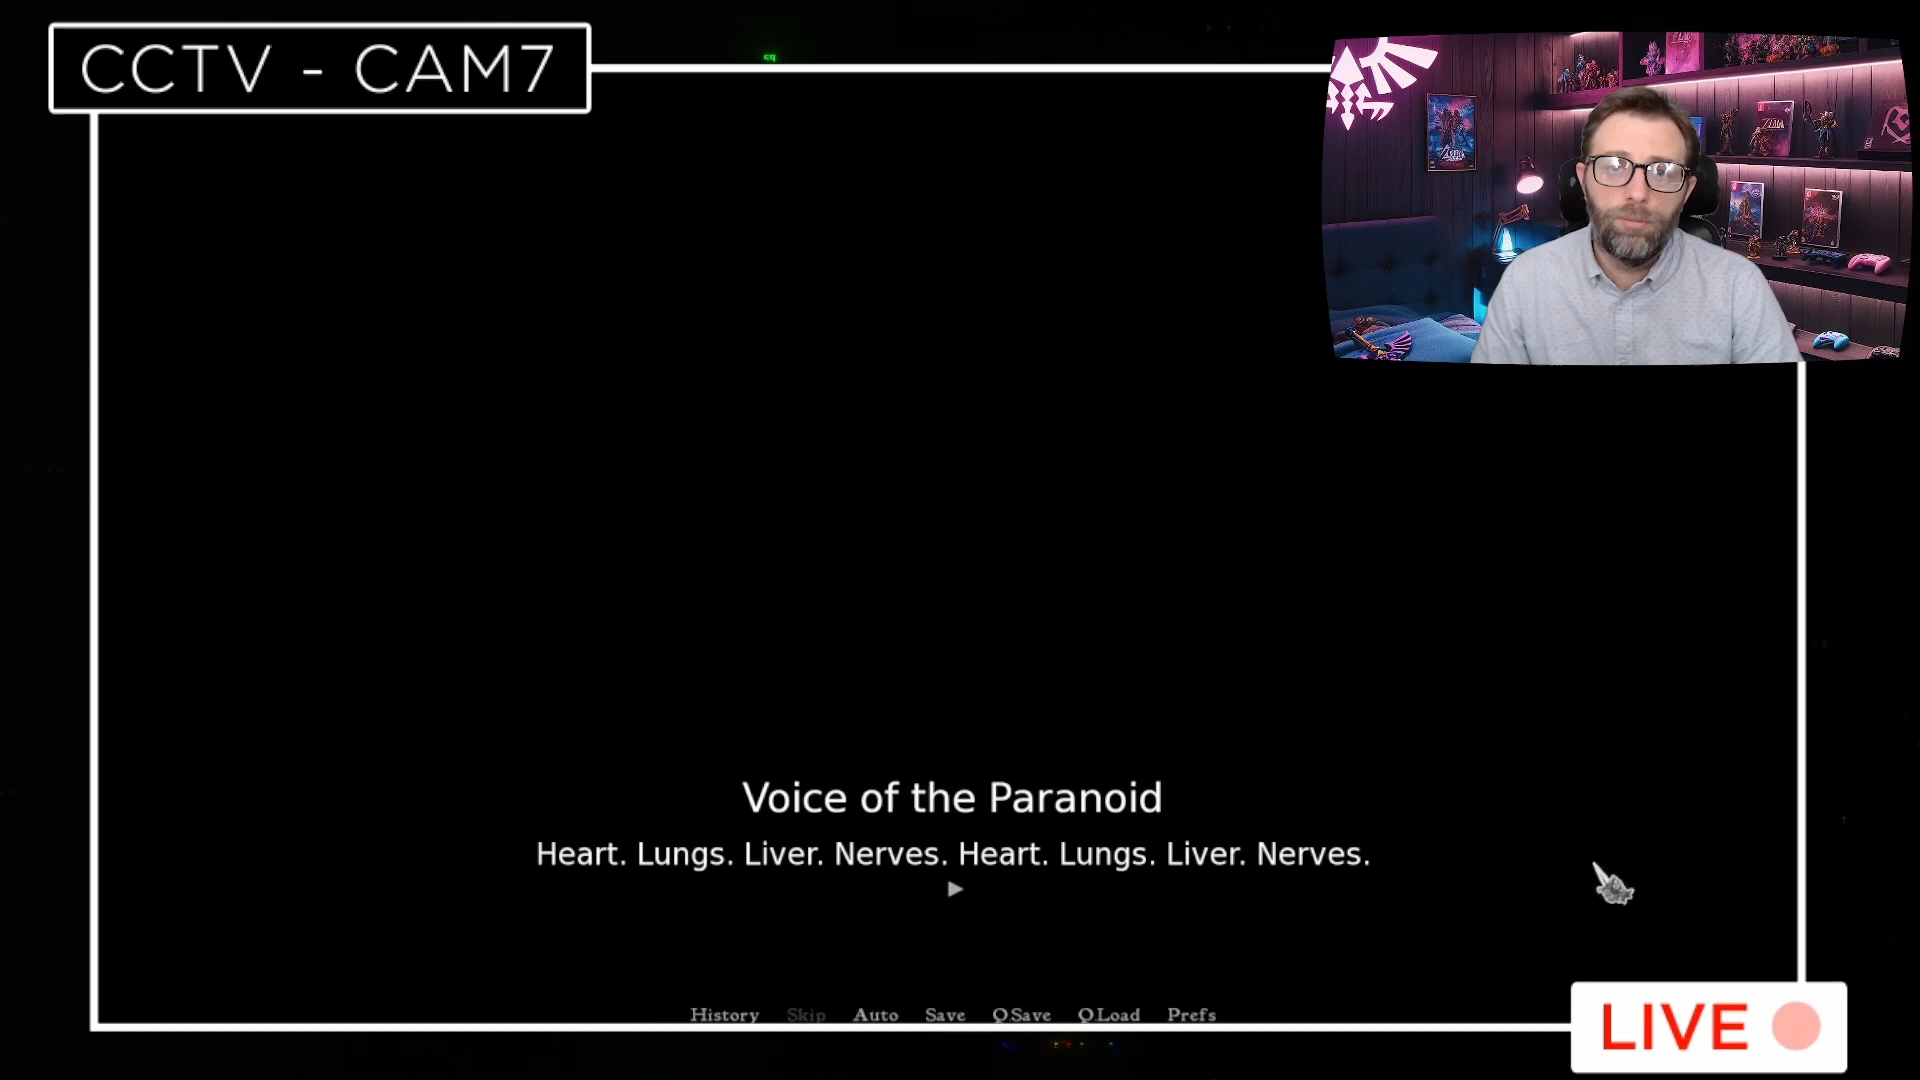 CCTV - CAM7
Voice of the Paranoid
Heart. Lungs. Liver. Nerves. Heart. Lungs. Liver. Nerves.
History Skip Auto Save Q.Save Q.Load Prefs
LIVE